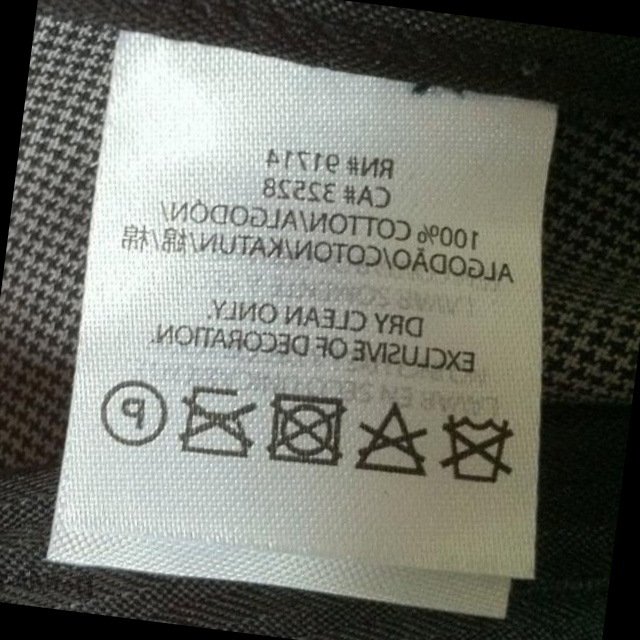 RN# 91714
CA# 32528
100% COTTON/ALGODÓN/
ALGODÃO/COTON/KATUN/綿/棉
DRY CLEAN ONLY.
EXCLUSIVE OF DECORATION.
P